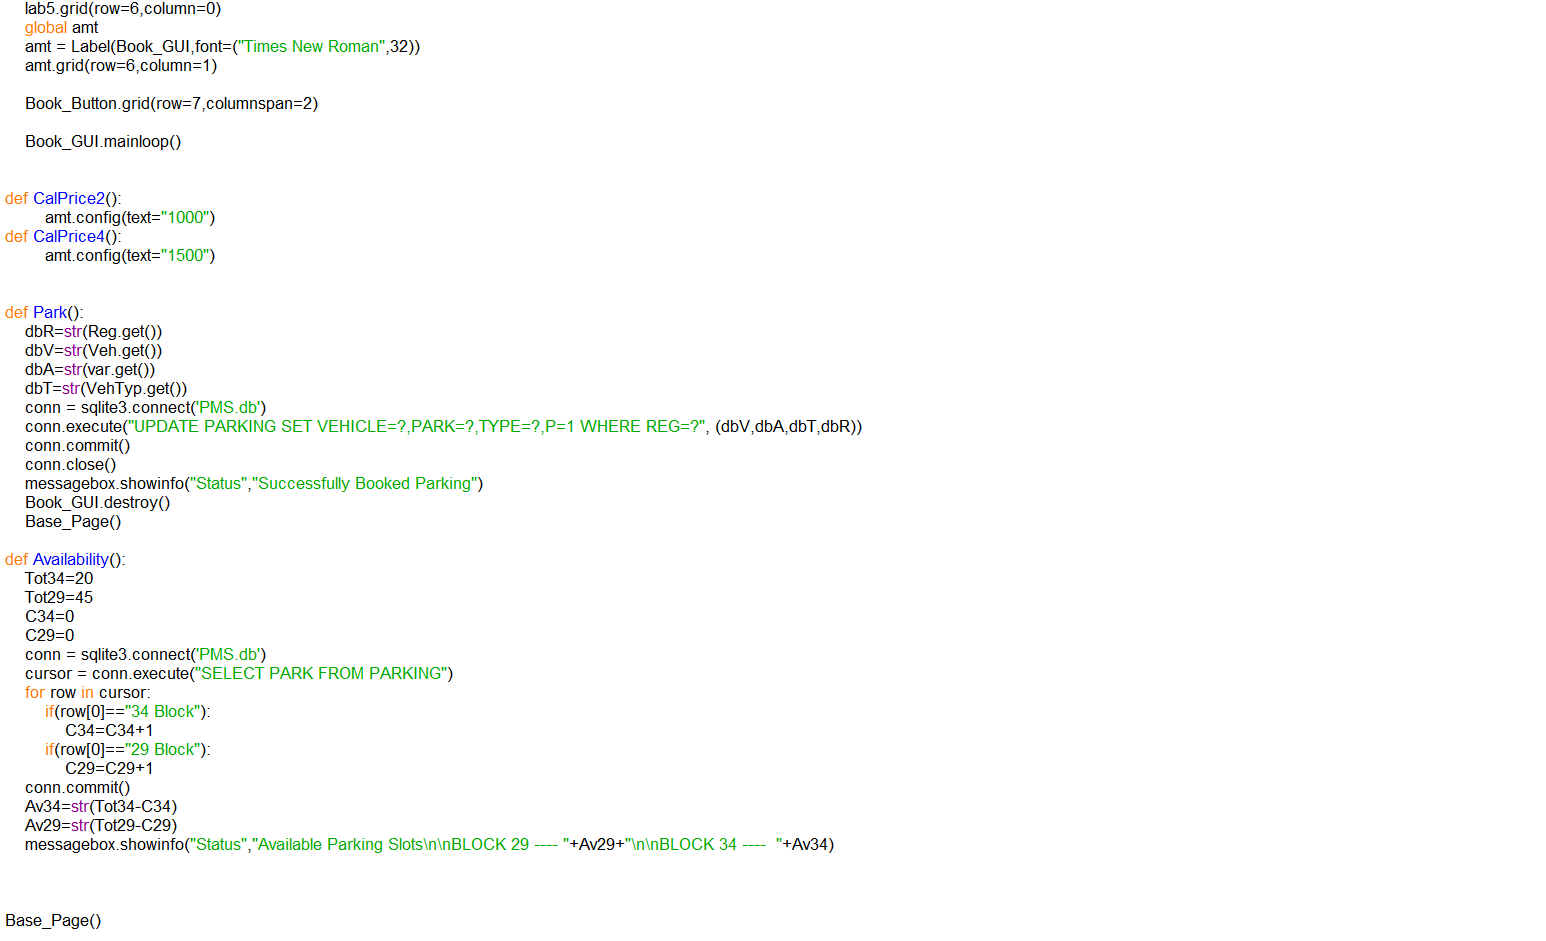 lab5.grid(row=6,column=0)
global amt
amt = Label(Book_GUI,font=("Times New Roman",32))
amt.grid(row=6,column=1)
Book_Button.grid(row=7,columnspan=2)
Book_GUI.mainloop()
def CalPrice2():
amt.config(text="1000")
def CalPrice4():
amt.config(text="1500")
def Park():
dbR=str(Reg.get())
dbV=str(Veh.get())
dbA=str(var.get())
dbT=str(VehTyp.get())
conn = sqlite3.connect('PMS.db')
conn.execute("UPDATE PARKING SET VEHICLE=?,PARK=?,TYPE=?,P=1 WHERE REG=?", (dbV,dbA,dbT,dbR))
conn.commit()
conn.close()
messagebox.showinfo("Status","Successfully Booked Parking")
Book_GUI.destroy()
Base_Page()
def Availability():
Tot34=20
Tot29=45
C34=0
C29=0
conn = sqlite3.connect('PMS.db')
cursor = conn.execute("SELECT PARK FROM PARKING")
for row in cursor:
if(row[0]=="34 Block"):
C34=C34+1
if(row[0]=="29 Block"):
C29=C29+1
conn.commit()
Av34=str(Tot34-C34)
Av29=str(Tot29-C29)
messagebox.showinfo("Status","Available Parking Slots\n\nBLOCK 29 ---- "+Av29+"\n\nBLOCK 34 ----  "+Av34)
Base_Page()